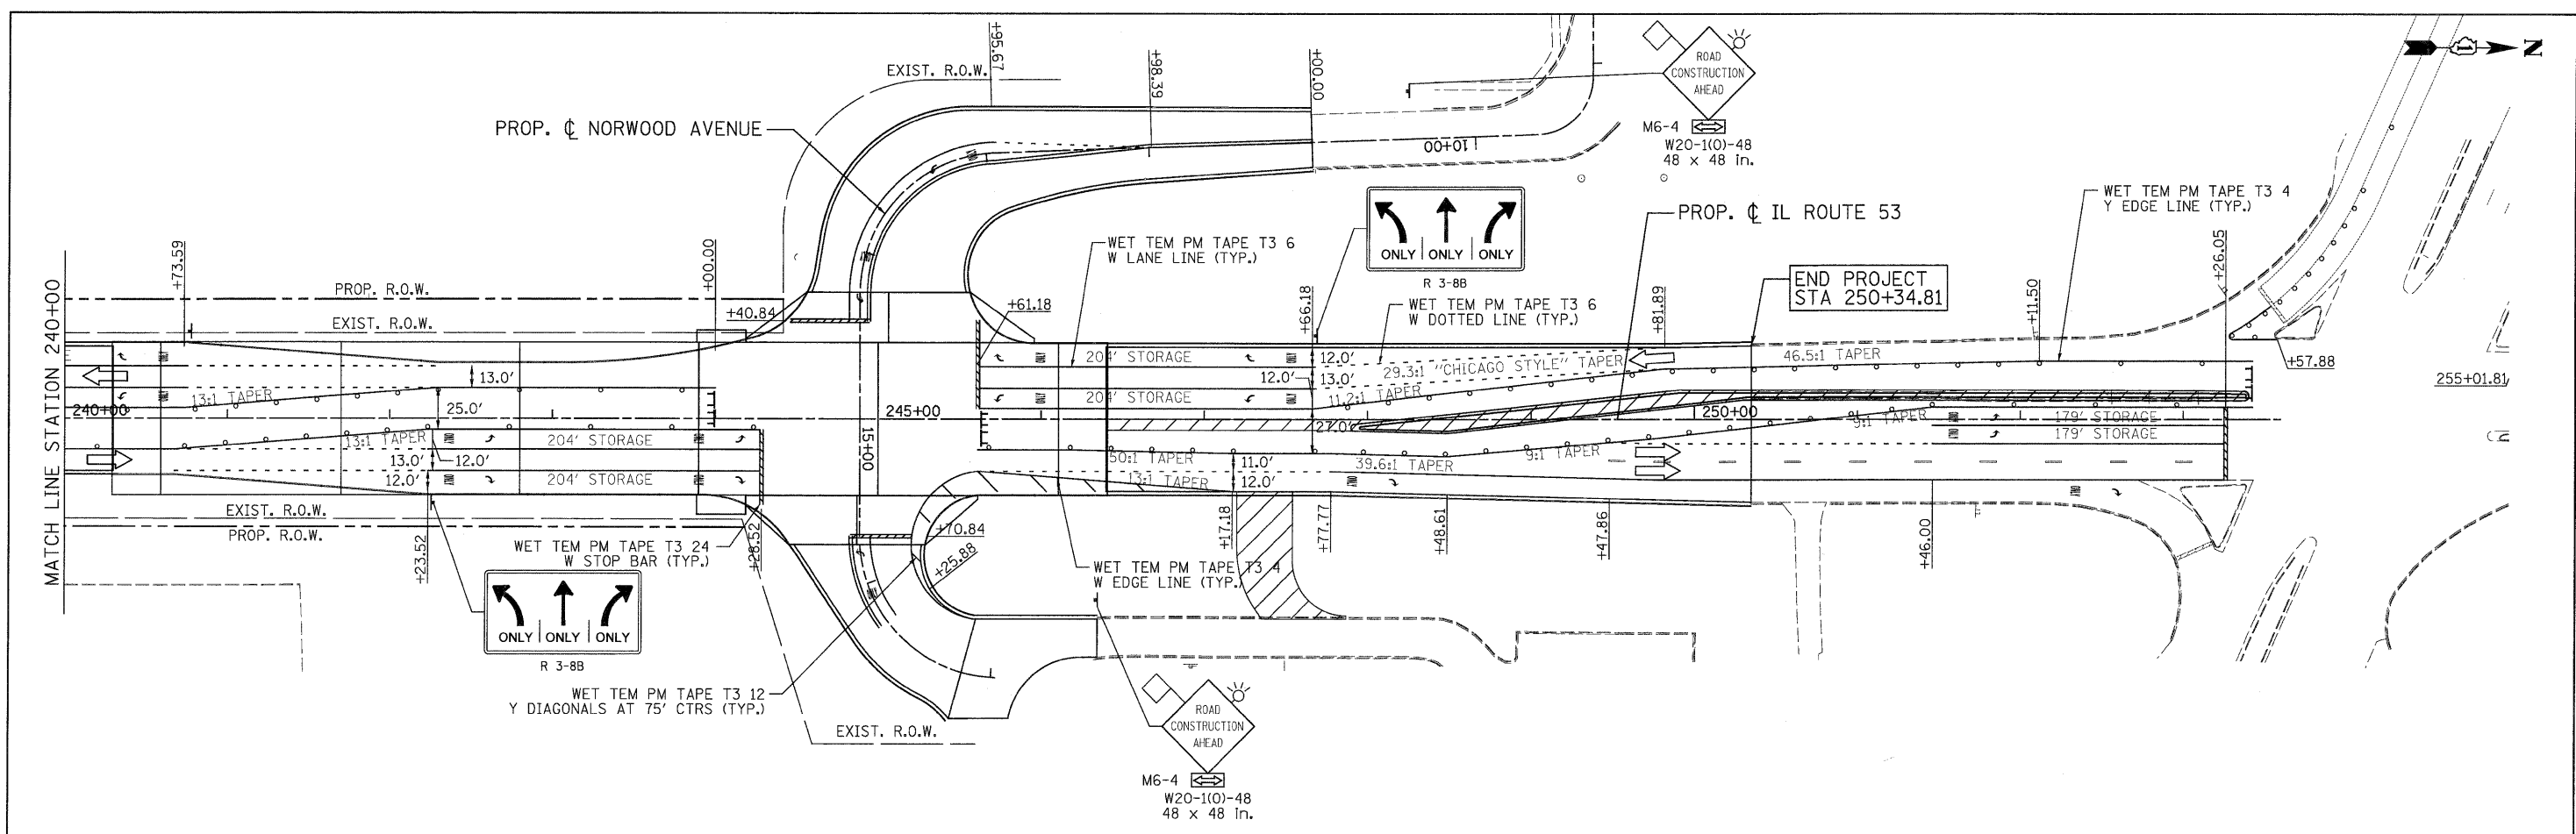 +95.67
+98.39
+00.00
EXIST. R.O.W.
PROP. ℄ NORWOOD AVENUE
ROAD
CONSTRUCTION
AHEAD
M6-4
W20-1(O)-48
48 x 48 in.
10+00
N
ONLY ONLY ONLY
R 3-8B
PROP. ℄ IL ROUTE 53
WET TEM PM TAPE T3 4
Y EDGE LINE (TYP.)
WET TEM PM TAPE T3 6
W LANE LINE (TYP.)
WET TEM PM TAPE T3 6
W DOTTED LINE (TYP.)
END PROJECT
STA 250+34.81
+73.59
+00.00
PROP. R.O.W.
EXIST. R.O.W.
+40.84
+61.18
+66.18
+81.89
+11.50
+26.05
+57.88
255+01.81
MATCH LINE STATION 240+00
204' STORAGE
12.0'
29.3:1 "CHICAGO STYLE" TAPER
46.5:1 TAPER
13.0'
12.0'
13.0'
13:1 TAPER
204' STORAGE
11.2:1 TAPER
240+00
25.0'
245+00
250+00
27.0'
179' STORAGE
179' STORAGE
9:1 TAPER
13:1 TAPER
204' STORAGE
15+00
13.0'
12.0'
50:1 TAPER
11.0'
39.6:1 TAPER
9:1 TAPER
12.0'
204' STORAGE
13:1 TAPER
12.0'
EXIST. R.O.W.
PROP. R.O.W.
+23.52
+28.52
+70.84
+25.88
+17.18
+77.77
+48.61
+47.86
+46.00
ONLY
WET TEM PM TAPE T3 24
W STOP BAR (TYP.)
WET TEM PM TAPE T3 4
W EDGE LINE (TYP.)
ONLY ONLY ONLY
R 3-8B
WET TEM PM TAPE T3 12
Y DIAGONALS AT 75' CTRS (TYP.)
EXIST. R.O.W.
ROAD
CONSTRUCTION
AHEAD
M6-4
W20-1(O)-48
48 x 48 in.